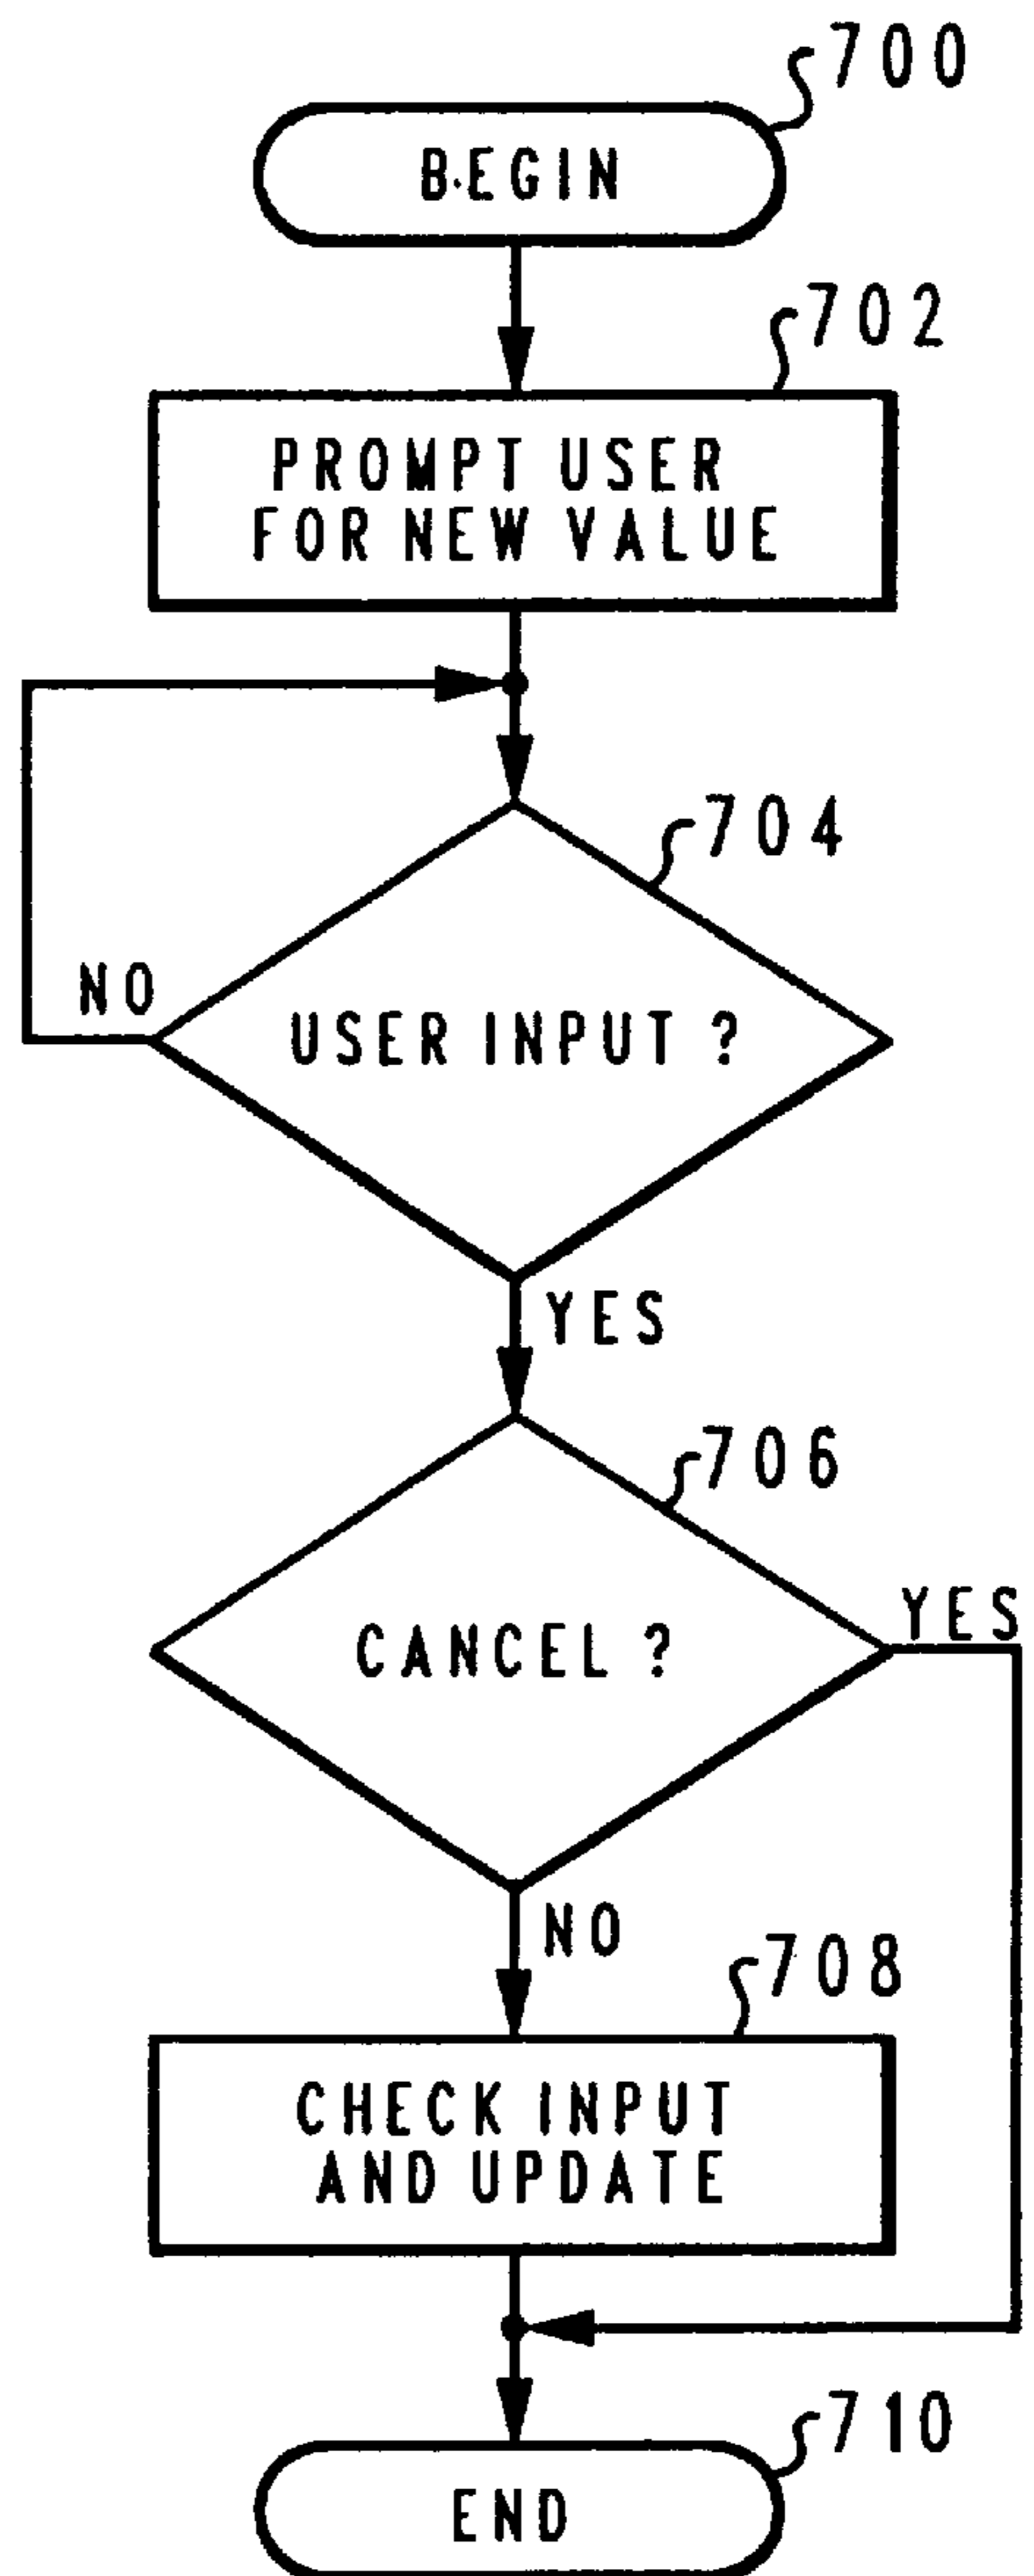 700
BEGIN
702
PROMPT USER
FOR NEW VALUE
704
NO
USER INPUT ?
YES
706
YES
CANCEL ?
NO
708
CHECK INPUT
AND UPDATE
710
END